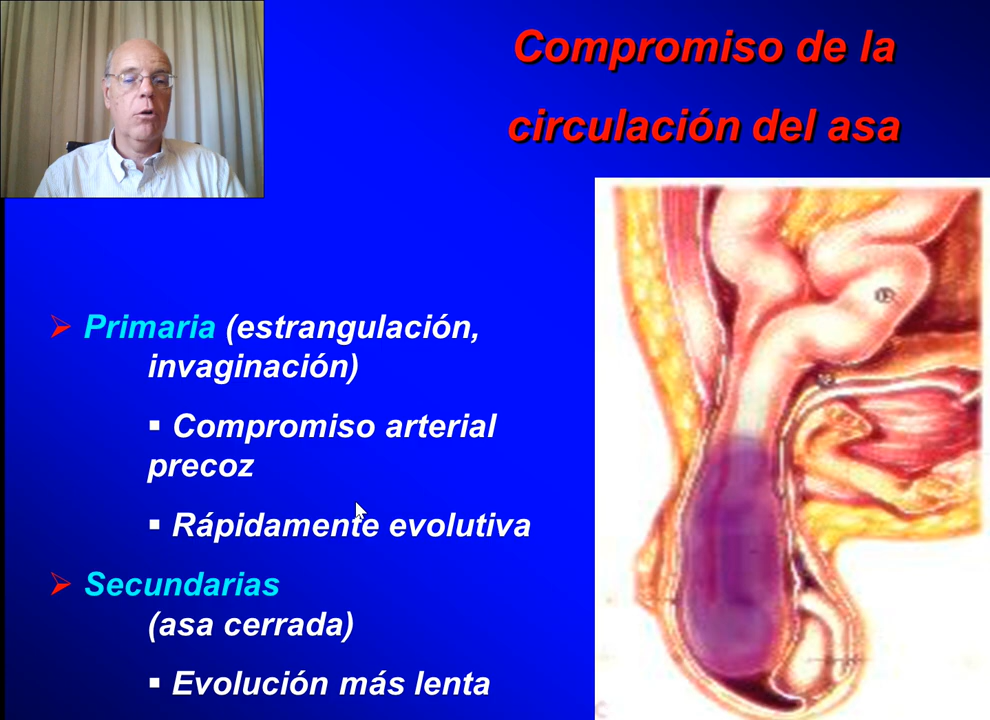 Compromiso de la
circulación del asa
➢ Primaria (estrangulación,
invaginación)
▪ Compromiso arterial
precoz
▪ Rápidamente evolutiva
➢ Secundarias
(asa cerrada)
▪ Evolución más lenta